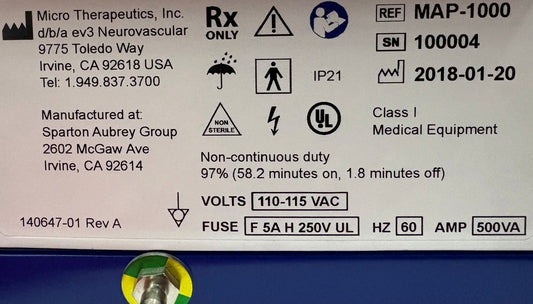 Micro Therapeutics, Inc.
d/b/a ev3 Neurovascular
9775 Toledo Way
Irvine, CA 92618 USA
Tel: 1.949.837.3700
Manufactured at:
Sparton Aubrey Group
2602 McGaw Ave
Irvine, CA 92614
140647-01 Rev A
Rx
ONLY
IP21
NON
STERILE
UL
REF MAP-1000
SN 100004
2018-01-20
Class I
Medical Equipment
Non-continuous duty
97% (58.2 minutes on, 1.8 minutes off)
VOLTS 110-115 VAC
FUSE F 5A H 250V UL HZ 60 AMP 500VA